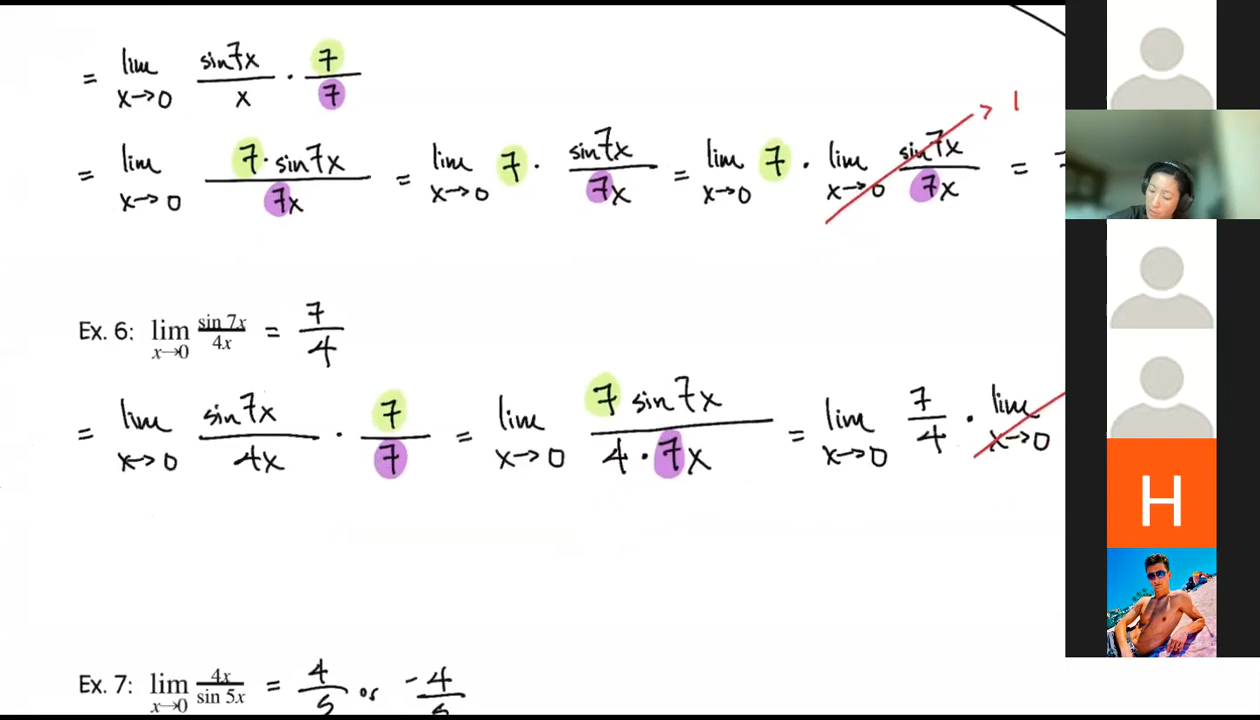 = lim x→0 sin7x/x · 7/7
= lim x→0 7·sin7x/7x = lim x→0 7 · sin7x/7x = lim x→0 7 · lim x→0 sin7x/7x → 1 =
Ex. 6: lim x→0 sin 7x/4x = 7/4
= lim x→0 sin7x/4x · 7/7 = lim x→0 7 sin7x/4·7x = lim x→0 7/4 · lim x→0
H
Ex. 7: lim x→0 4x/sin 5x = 4/5 or -4/5